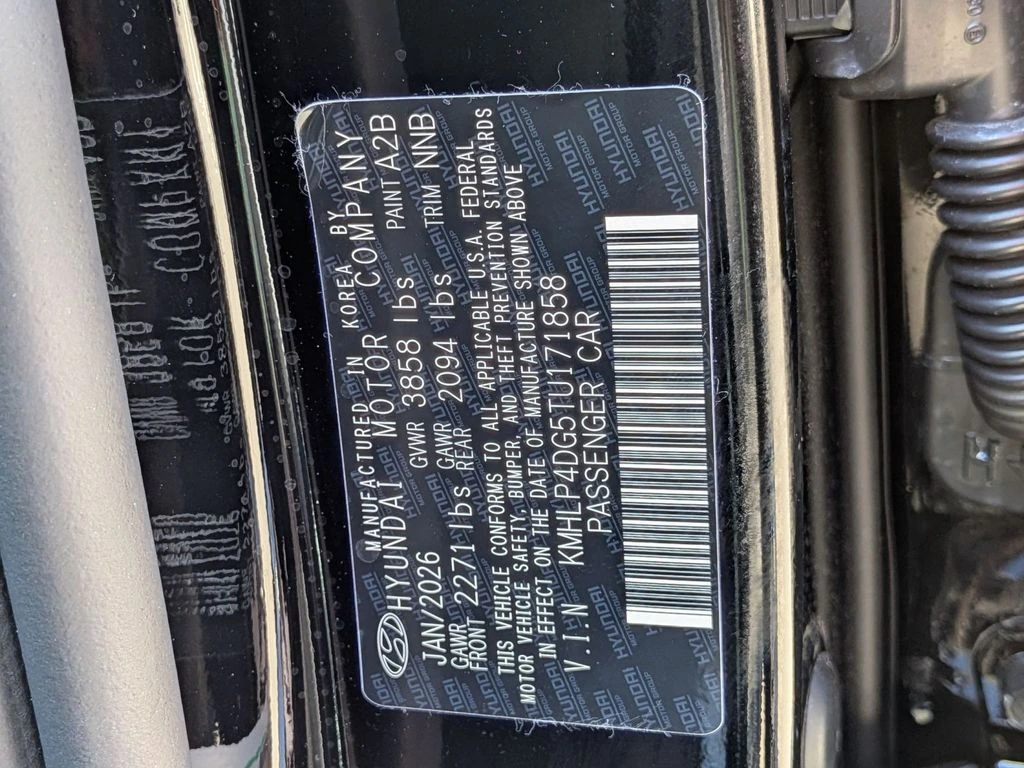 MANUFACTURED IN KOREA BY
HYUNDAI MOTOR COMPANY
JAN/2026 GVWR 3858 lbs PAINT A2B
GAWR FRONT 2271 lbs GAWR REAR 2094 lbs TRIM NNB
THIS VEHICLE CONFORMS TO ALL APPLICABLE U.S.A. FEDERAL
MOTOR VEHICLE SAFETY, BUMPER, AND THEFT PREVENTION STANDARDS
IN EFFECT ON THE DATE OF MANUFACTURE SHOWN ABOVE
V.I.N KMHLP4DG5TU171858
PASSENGER CAR